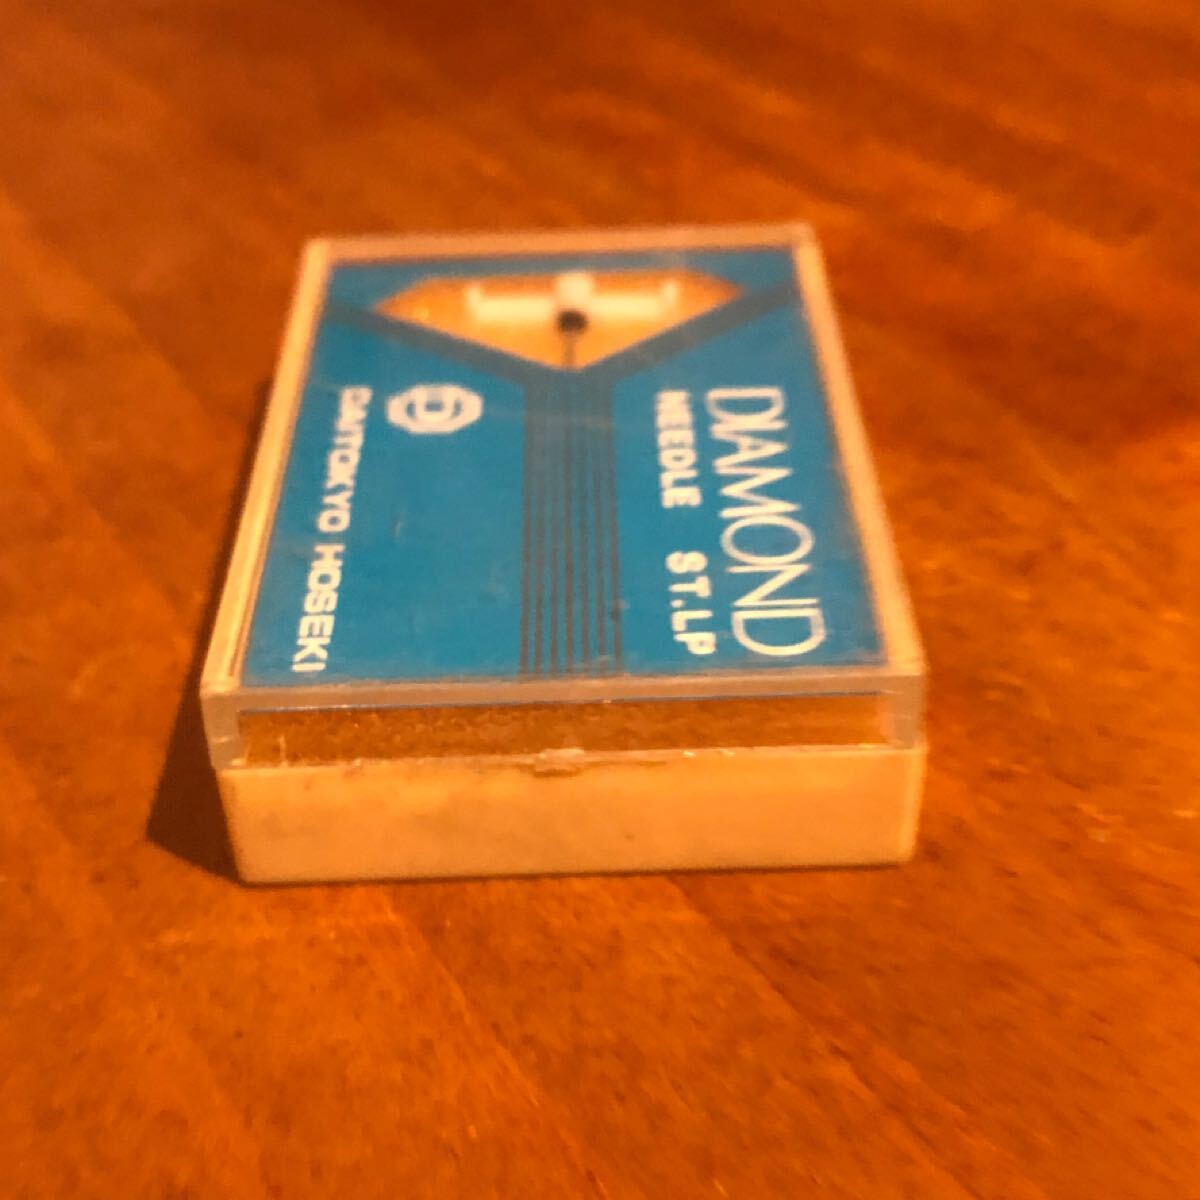 DIAMOND
NEEDLE ST.LP
D
DAITOKYO HOSEKI